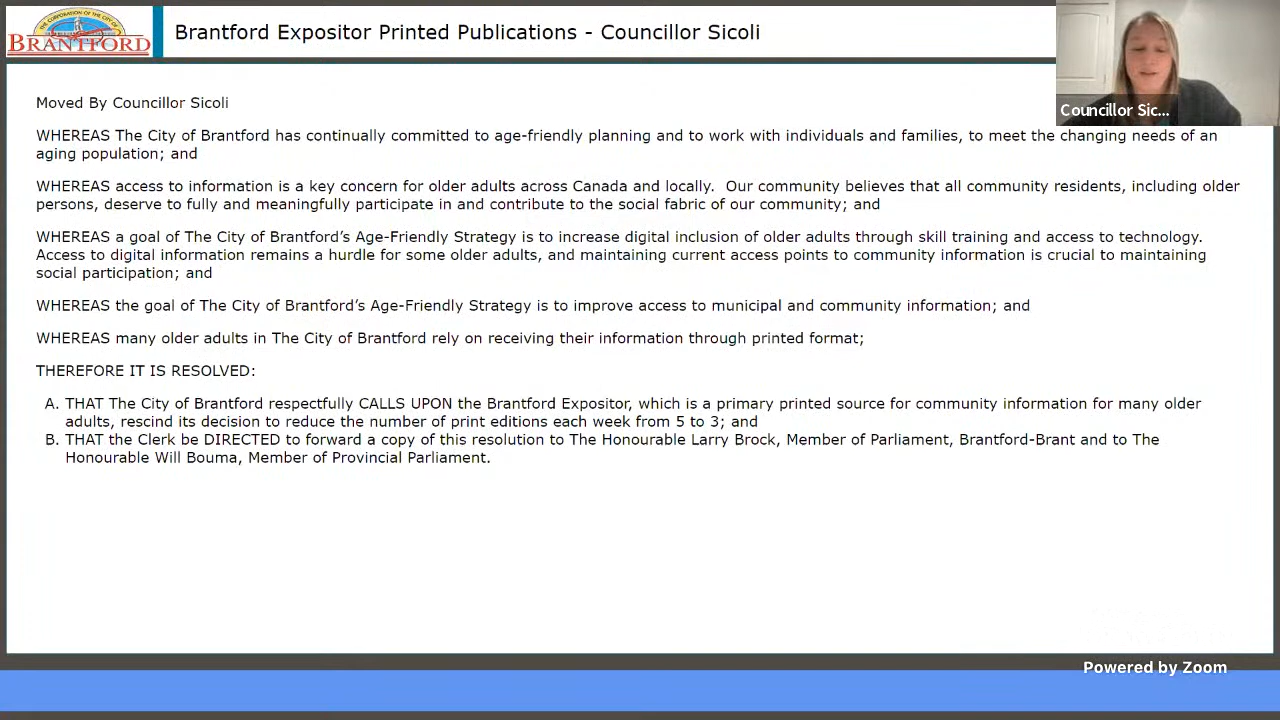 THE CORPORATION OF THE CITY OF
BRANTFORD
Brantford Expositor Printed Publications - Councillor Sicoli
Councillor Sic...
Moved By Councillor Sicoli
WHEREAS The City of Brantford has continually committed to age-friendly planning and to work with individuals and families, to meet the changing needs of an
aging population; and
WHEREAS access to information is a key concern for older adults across Canada and locally.  Our community believes that all community residents, including older
persons, deserve to fully and meaningfully participate in and contribute to the social fabric of our community; and
WHEREAS a goal of The City of Brantford’s Age-Friendly Strategy is to increase digital inclusion of older adults through skill training and access to technology.
Access to digital information remains a hurdle for some older adults, and maintaining current access points to community information is crucial to maintaining
social participation; and
WHEREAS the goal of The City of Brantford’s Age-Friendly Strategy is to improve access to municipal and community information; and
WHEREAS many older adults in The City of Brantford rely on receiving their information through printed format;
THEREFORE IT IS RESOLVED:
A. THAT The City of Brantford respectfully CALLS UPON the Brantford Expositor, which is a primary printed source for community information for many older
adults, rescind its decision to reduce the number of print editions each week from 5 to 3; and
B. THAT the Clerk be DIRECTED to forward a copy of this resolution to The Honourable Larry Brock, Member of Parliament, Brantford-Brant and to The
Honourable Will Bouma, Member of Provincial Parliament.
Powered by Zoom